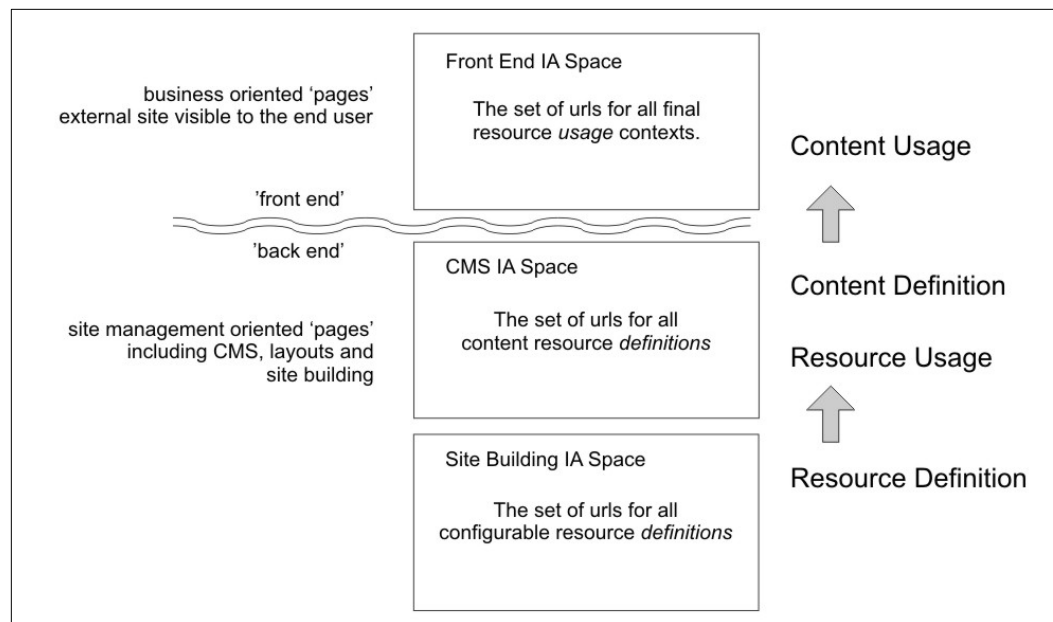 Front End IA Space
The set of urls for all final
resource usage contexts.
business oriented ‘pages’
external site visible to the end user
Content Usage
’front end’
’back end’
CMS IA Space
The set of urls for all
content resource definitions
Content Definition
site management oriented ‘pages’
including CMS, layouts and
site building
Resource Usage
Site Building IA Space
The set of urls for all
configurable resource definitions
Resource Definition